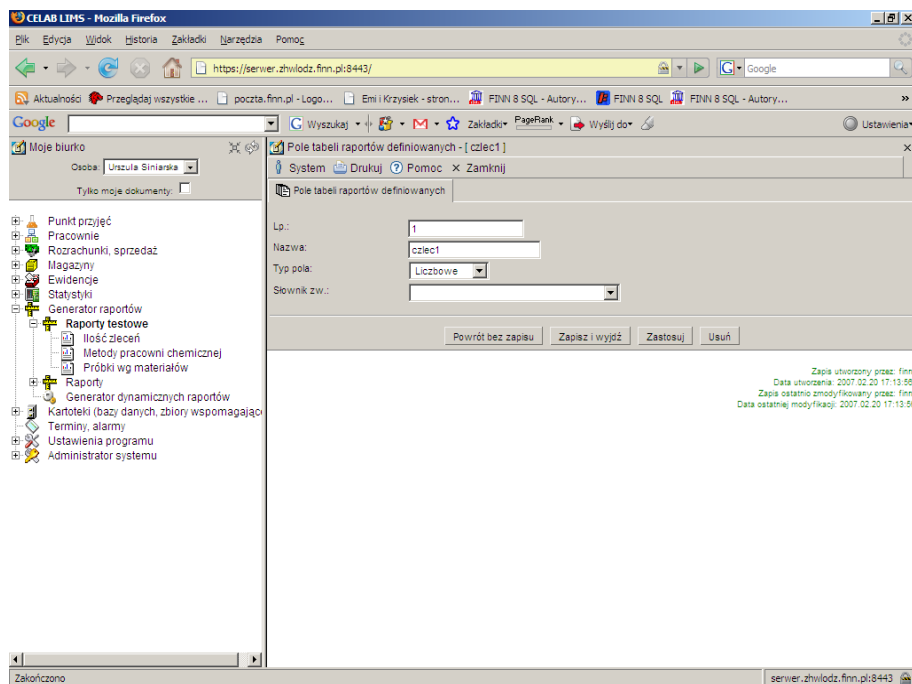 CELAB LIMS - Mozilla Firefox
Plik Edycja Widok Historia Zakładki Narzędzia Pomoc
https://serwer.zhwlodz.finn.pl:8443/
G Google
Aktualności Przeglądaj wszystkie ... poczta.finn.pl - Logo... Emi i Krzysiek - stron... FINN 8 SQL - Autory... FINN 8 SQL FINN 8 SQL - Autory... »
Google G Wyszukaj PageRank Zakładki Wyślij do Ustawienia
Moje biurko
Osoba: Urszula Siniarska
Tylko moje dokumenty:
Punkt przyjęć
Pracownie
Rozrachunki, sprzedaż
Magazyny
Ewidencje
Statystyki
Generator raportów
Raporty testowe
Ilość zleceń
Metody pracowni chemicznej
Próbki wg materiałów
Raporty
Generator dynamicznych raportów
Kartoteki (bazy danych, zbiory wspomagając
Terminy, alarmy
Ustawienia programu
Administrator systemu
Pole tabeli raportów definiowanych - [ czlec1 ]
System Drukuj Pomoc Zamknij
Pole tabeli raportów definiowanych
Lp.: 1
Nazwa: czlec1
Typ pola: Liczbowe
Słownik zw.:
Powrót bez zapisu Zapisz i wyjdź Zastosuj Usuń
Zapis utworzony przez: finn
Data utworzenia: 2007.02.20 17:13:56
Zapis ostatnio zmodyfikowany przez: finn
Data ostatniej modyfikacji: 2007.02.20 17:13:56
Zakończono serwer.zhwlodz.finn.pl:8443